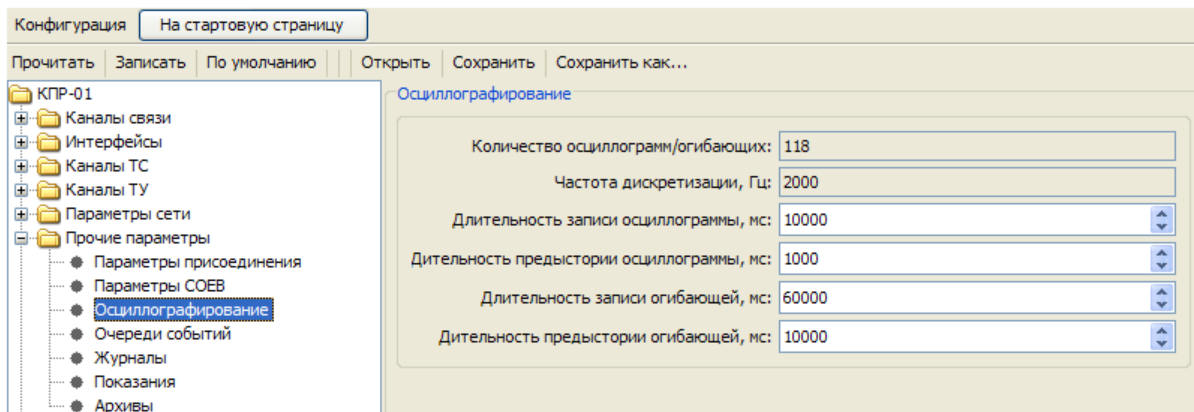 Конфигурация На стартовую страницу
Прочитать Записать По умолчанию Открыть Сохранить Сохранить как...
КПР-01
Каналы связи
Интерфейсы
Каналы ТС
Каналы ТУ
Параметры сети
Прочие параметры
Параметры присоединения
Параметры СОЕВ
Осциллографирование
Очереди событий
Журналы
Показания
Архивы
Осциллографирование
Количество осциллограмм/огибающих: 118
Частота дискретизации, Гц: 2000
Длительность записи осциллограммы, мс: 10000
Дительность предыстории осциллограммы, мс: 1000
Длительность записи огибающей, мс: 60000
Дительность предыстории огибающей, мс: 10000